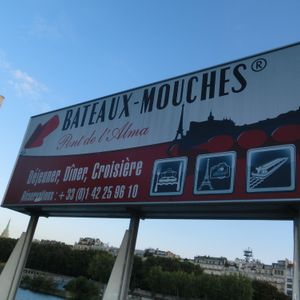 BATEAUX-MOUCHES®
Pont de l'Alma
Déjeuner Dîner Croisière
Réservations : + 33 (0)1 42 25 96 10